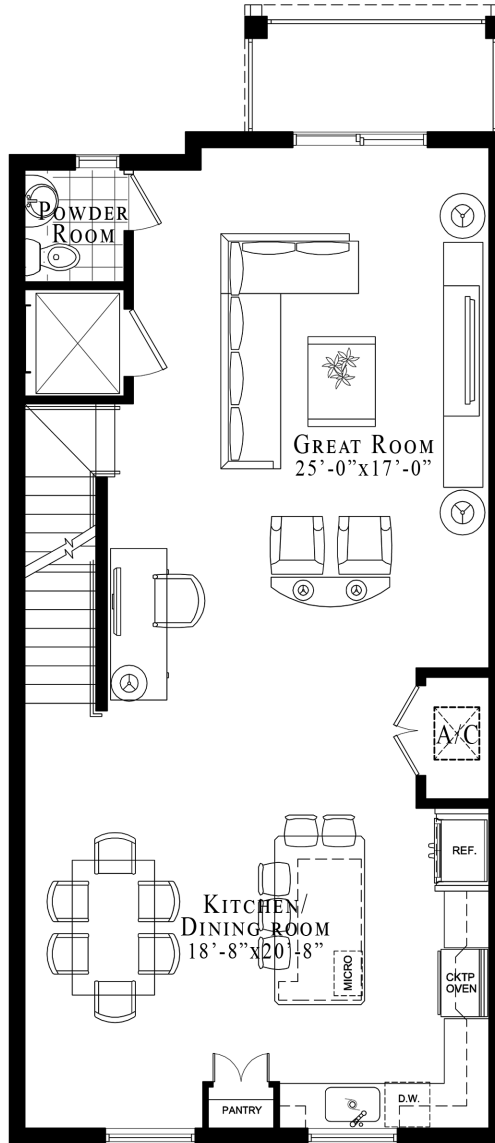 POWDER
ROOM
GREAT ROOM
25’-0”x17’-0”
A/C
REF.
KITCHEN/
DINING ROOM
18’-8”x20’-8”
MICRO
CKTP
OVEN
D.W.
PANTRY